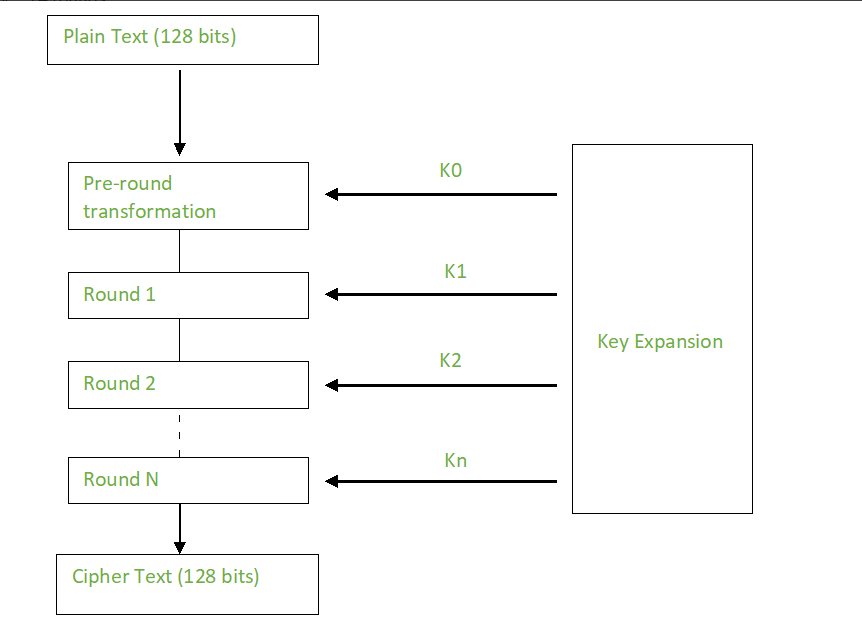 Plain Text (128 bits)
Pre-round
transformation
K0
K1
Round 1
Key Expansion
K2
Round 2
Kn
Round N
Cipher Text (128 bits)